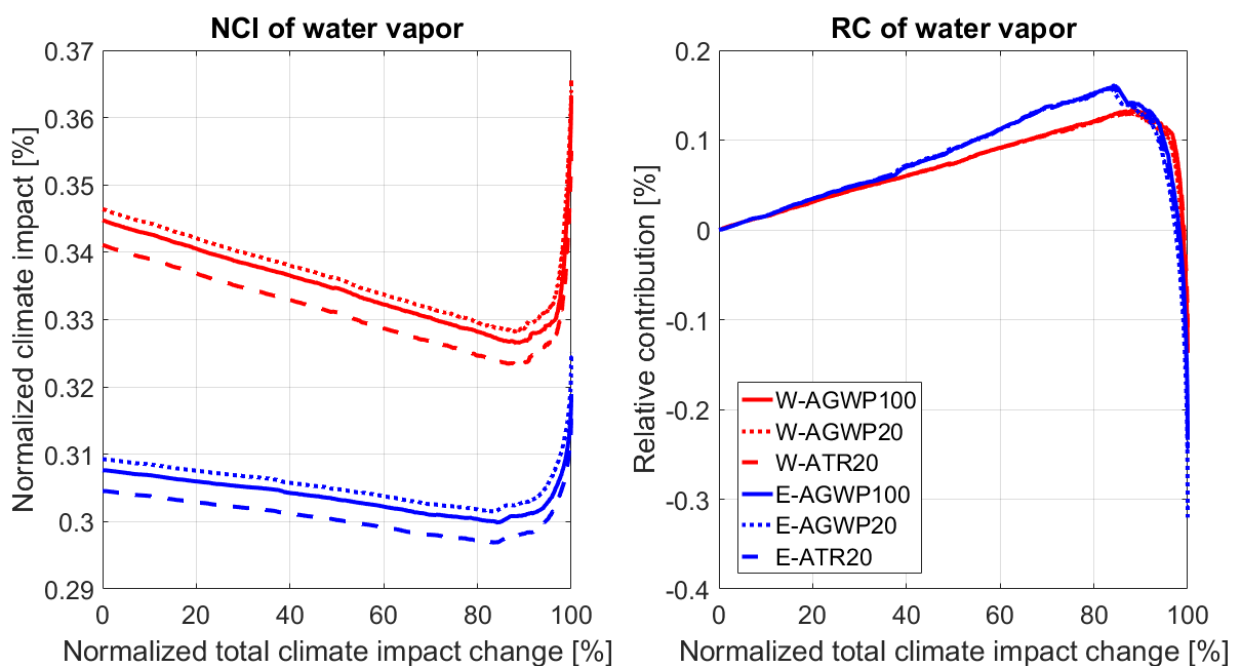 NCI of water vapor
0.37
0.36
0.35
0.34
0.33
0.32
0.31
0.3
0.29
Normalized climate impact [%]
0 20 40 60 80 100
Normalized total climate impact change [%]
RC of water vapor
0.2
0.1
0
-0.1
-0.2
-0.3
-0.4
Relative contribution [%]
W-AGWP100
W-AGWP20
W-ATR20
E-AGWP100
E-AGWP20
E-ATR20
0 20 40 60 80 100
Normalized total climate impact change [%]